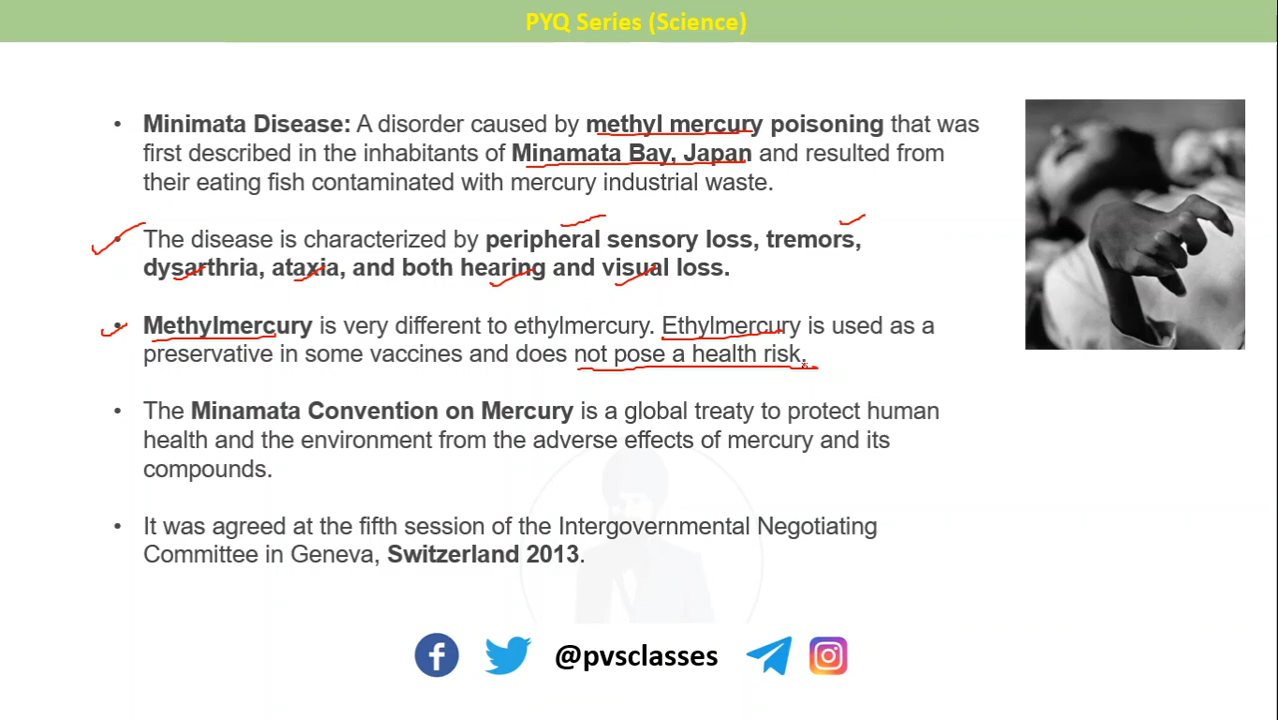 PYQ Series (Science)
• Minimata Disease: A disorder caused by methyl mercury poisoning that was
first described in the inhabitants of Minamata Bay, Japan and resulted from
their eating fish contaminated with mercury industrial waste.
• The disease is characterized by peripheral sensory loss, tremors,
dysarthria, ataxia, and both hearing and visual loss.
• Methylmercury is very different to ethylmercury. Ethylmercury is used as a
preservative in some vaccines and does not pose a health risk.
• The Minamata Convention on Mercury is a global treaty to protect human
health and the environment from the adverse effects of mercury and its
compounds.
• It was agreed at the fifth session of the Intergovernmental Negotiating
Committee in Geneva, Switzerland 2013.
@pvsclasses